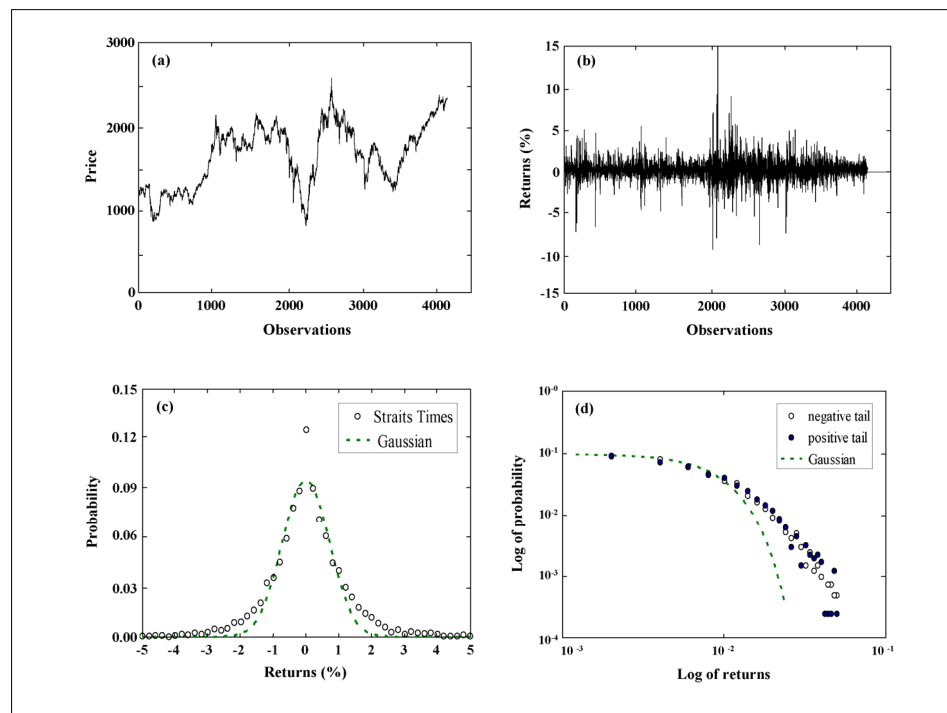 (a)
3000
2000
1000
0
Price
0 1000 2000 3000 4000
Observations
(b)
15
10
5
0
-5
-10
15
Returns (%)
0 1000 2000 3000 4000
Observations
(c)
0.15
0.12
0.09
0.06
0.03
0.00
Probability
Straits Times
Gaussian
-5 -4 -3 -2 -1 0 1 2 3 4 5
Returns (%)
(d)
10⁻⁰
10⁻¹
10⁻²
10⁻³
10⁻⁴
Log of probability
negative tail
positive tail
Gaussian
10⁻³ 10⁻² 10⁻¹
Log of returns